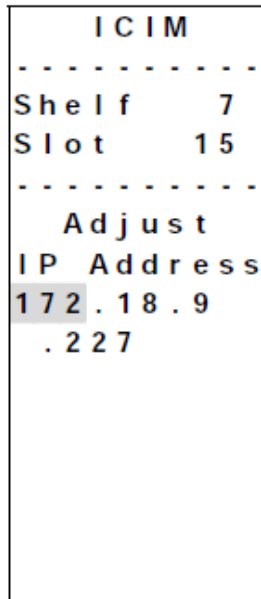 ICIM
- - - - - - - - - -
Shelf 7
Slot 15
- - - - - - - - - -
Adjust
IP Address
172.18.9
.227